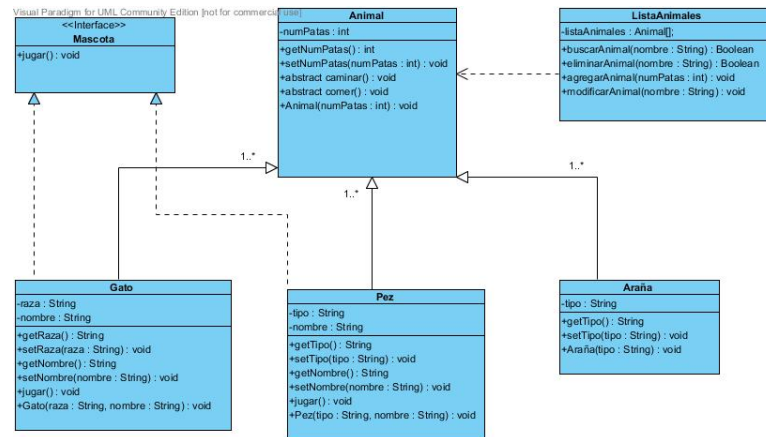 Visual Paradigm for UML Community Edition [not for commercial use]
<<Interface>>
Mascota
+jugar() : void
Animal
-numPatas : int
+getNumPatas() : int
+setNumPatas(numPatas : int) : void
+abstract caminar() : void
+abstract comer() : void
+Animal(numPatas : int) : void
ListaAnimales
-listaAnimales : Animal[];
+buscarAnimal(nombre : String) : Boolean
+eliminarAnimal(nombre : String) : Boolean
+agregarAnimal(numPatas : int) : void
+modificarAnimal(nombre : String) : void
1..*
1..*
1..*
Gato
-raza : String
-nombre : String
+getRaza() : String
+setRaza(raza : String) : void
+getNombre() : String
+setNombre(nombre : String) : void
+jugar() : void
+Gato(raza : String, nombre : String) : void
Pez
-tipo : String
-nombre : String
+getTipo() : String
+setTipo(tipo : String) : void
+getNombre() : String
+setNombre(nombre : String) : void
+jugar() : void
+Pez(tipo : String, nombre : String) : void
Araña
-tipo : String
+getTipo() : String
+setTipo(tipo : String) : void
+Araña(tipo : String) : void